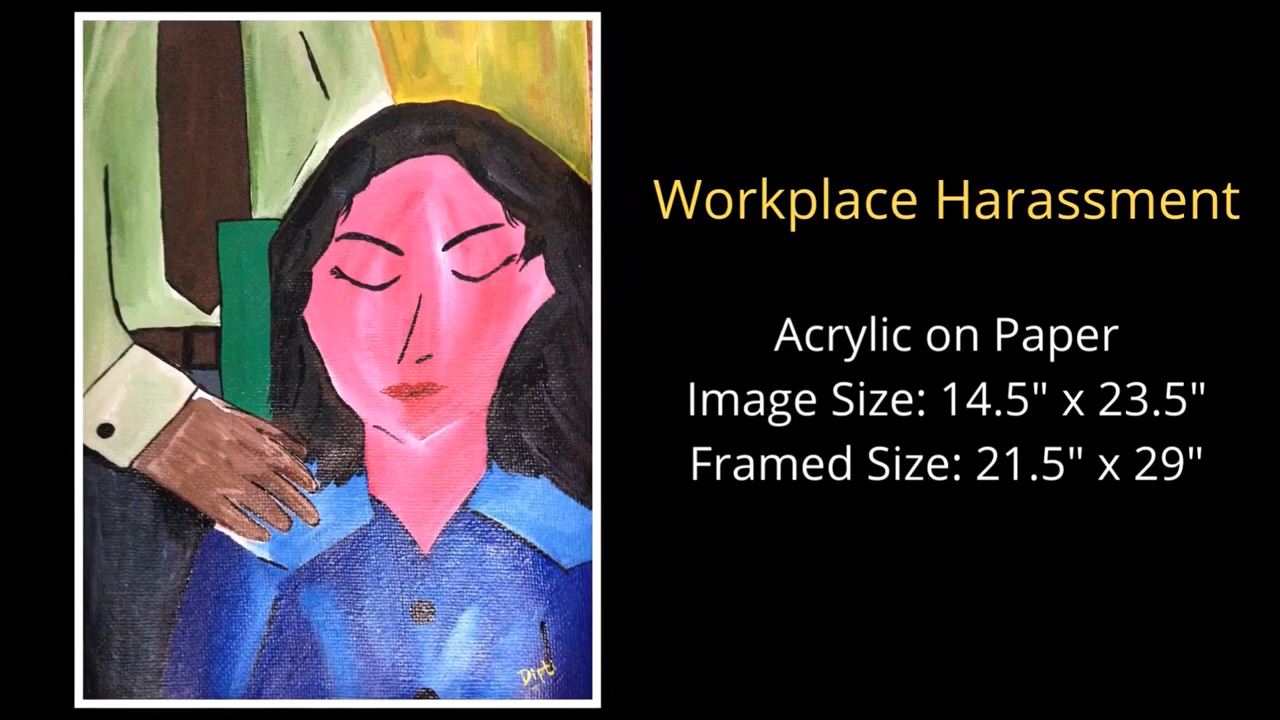 Workplace Harassment
Acrylic on Paper
Image Size: 14.5" x 23.5"
Framed Size: 21.5" x 29"
Dipti